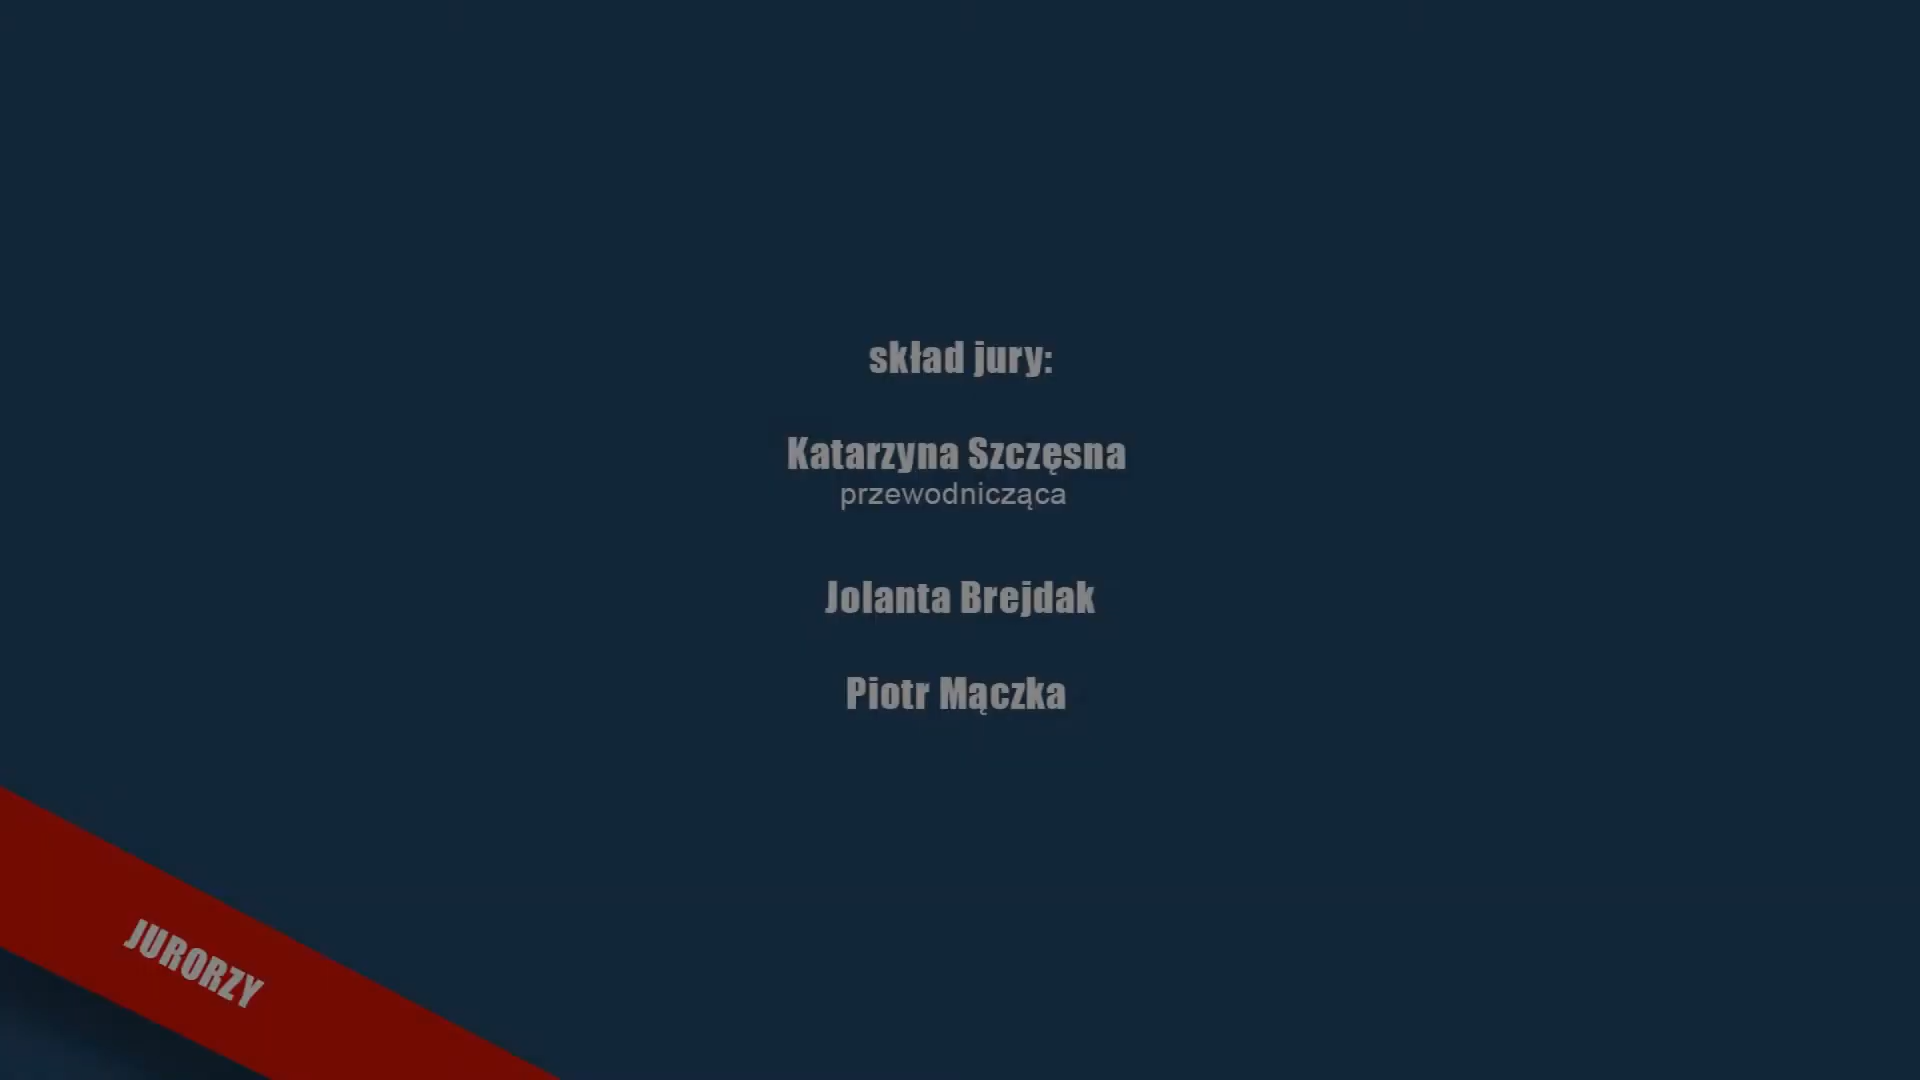 skład jury:
Katarzyna Szczęsna
przewodnicząca
Jolanta Brejdak
Piotr Mączka
JURORZY